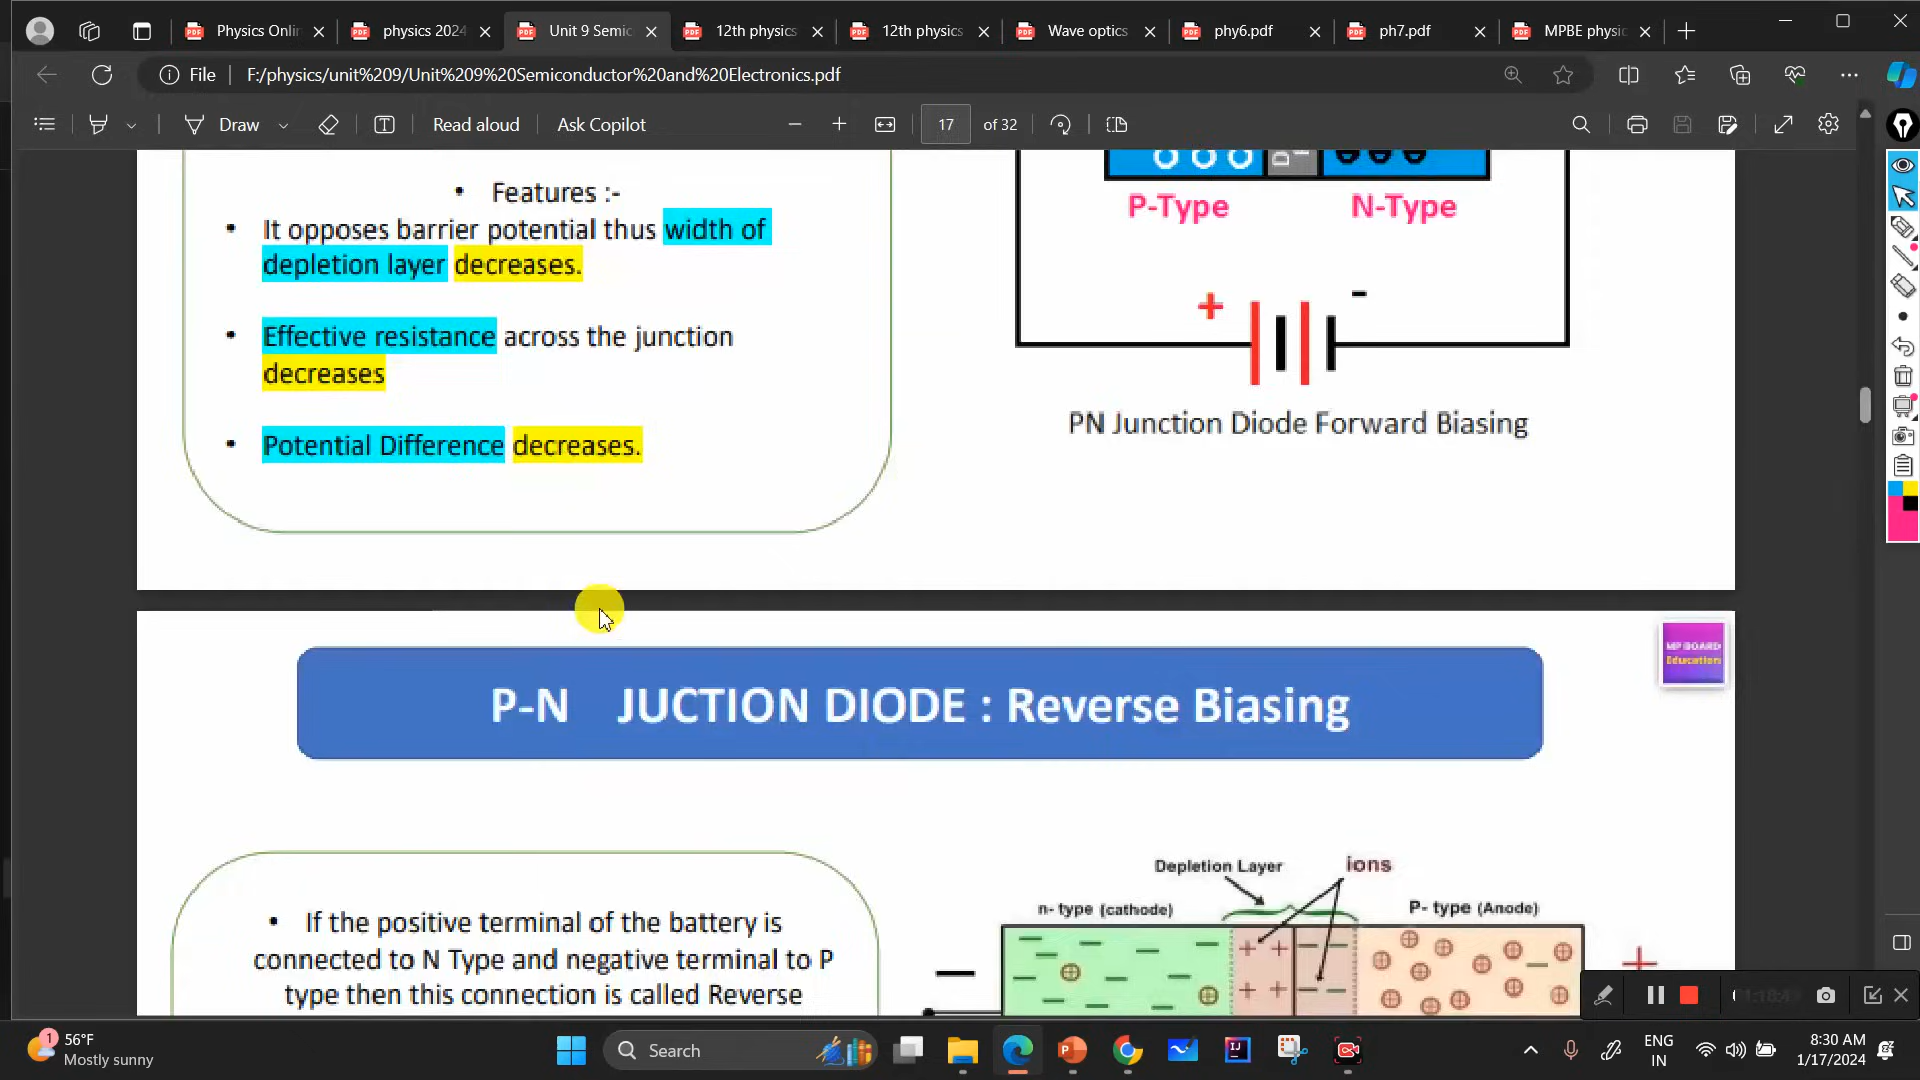 Physics Onlin
physics 2024
Unit 9 Semic
12th physics
12th physics
Wave optics
phy6.pdf
ph7.pdf
MPBE physic
File
F:/physics/unit%209/Unit%209%20Semiconductor%20and%20Electronics.pdf
Draw
Read aloud
Ask Copilot
17
of 32
• Features :-
• It opposes barrier potential thus width of
depletion layer decreases.
• Effective resistance across the junction
decreases
• Potential Difference decreases.
P-Type
N-Type
+
-
PN Junction Diode Forward Biasing
MP BOARD
Education
P-N JUCTION DIODE : Reverse Biasing
• If the positive terminal of the battery is
connected to N Type and negative terminal to P
type then this connection is called Reverse
Depletion Layer
ions
n- type (cathode)
P- type (Anode)
1
56°F
Mostly sunny
Search
ENG
IN
8:30 AM
1/17/2024